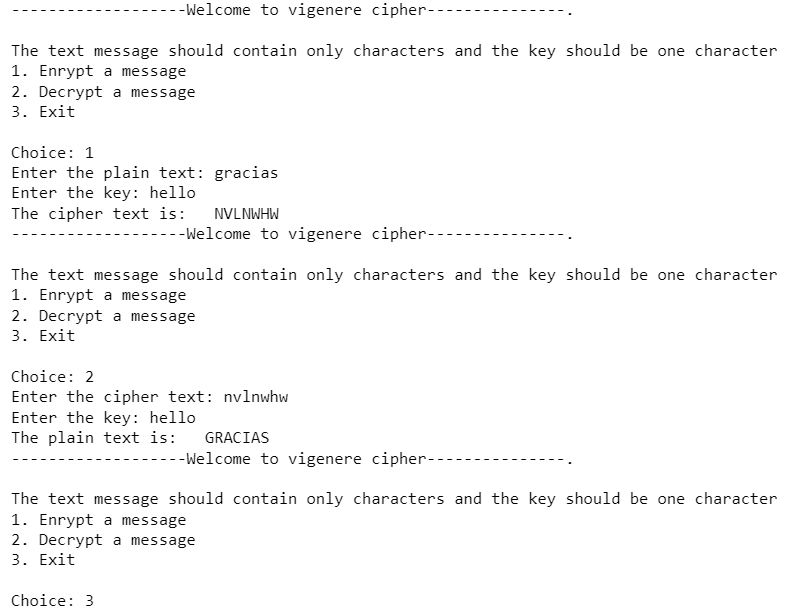 -------------------Welcome to vigenere cipher---------------.
The text message should contain only characters and the key should be one character
1. Enrypt a message
2. Decrypt a message
3. Exit
Choice: 1
Enter the plain text: gracias
Enter the key: hello
The cipher text is:   NVLNWHW
-------------------Welcome to vigenere cipher---------------.
The text message should contain only characters and the key should be one character
1. Enrypt a message
2. Decrypt a message
3. Exit
Choice: 2
Enter the cipher text: nvlnwhw
Enter the key: hello
The plain text is:   GRACIAS
-------------------Welcome to vigenere cipher---------------.
The text message should contain only characters and the key should be one character
1. Enrypt a message
2. Decrypt a message
3. Exit
Choice: 3